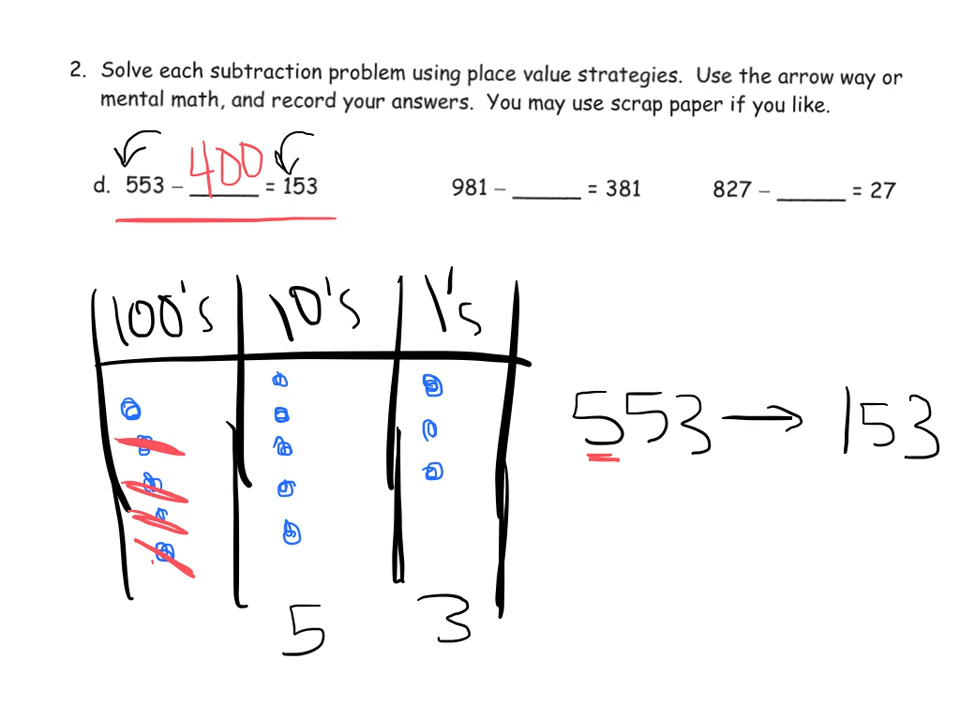 2. Solve each subtraction problem using place value strategies. Use the arrow way or
mental math, and record your answers. You may use scrap paper if you like.
d. 553 - 400 = 153
981 - ______ = 381
827 - ______ = 27
100's 10's 1's
553 → 153
5 3